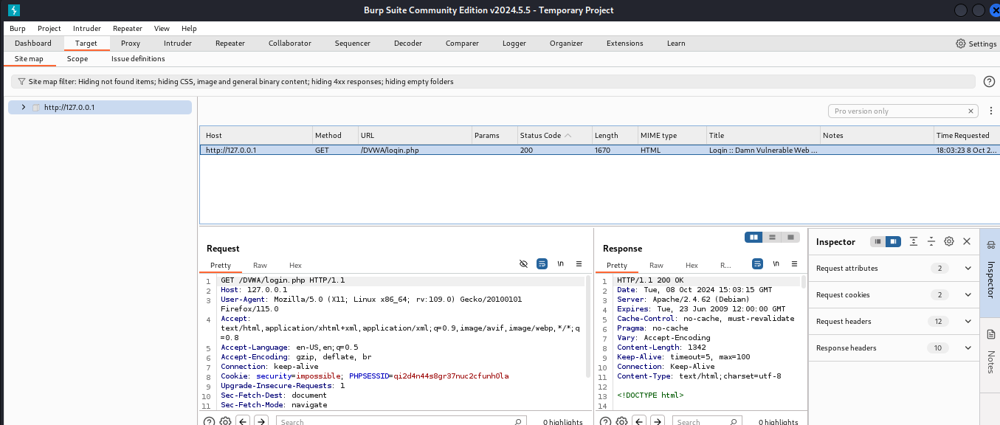 Burp Suite Community Edition v2024.5.5 - Temporary Project
Burp Project Intruder Repeater View Help
Dashboard Target Proxy Intruder Repeater Collaborator Sequencer Decoder Comparer Logger Organizer Extensions Learn Settings
Site map Scope Issue definitions
Site map filter: Hiding not found items; hiding CSS, image and general binary content; hiding 4xx responses; hiding empty folders
http://127.0.0.1
Pro version only
Host Method URL Params Status Code Length MIME type Title Notes Time Requested
http://127.0.0.1 GET /DVWA/login.php 200 1670 HTML Login :: Damn Vulnerable Web ... 18:03:23 8 Oct 2...
Request
Pretty Raw Hex
\n
1 GET /DVWA/login.php HTTP/1.1
2 Host: 127.0.0.1
3 User-Agent: Mozilla/5.0 (X11; Linux x86_64; rv:109.0) Gecko/20100101
Firefox/115.0
4 Accept:
text/html,application/xhtml+xml,application/xml;q=0.9,image/avif,image/webp,*/*;q
=0.8
5 Accept-Language: en-US,en;q=0.5
6 Accept-Encoding: gzip, deflate, br
7 Connection: keep-alive
8 Cookie: security=impossible; PHPSESSID=qi2d4n44s8gr37nuc2cfunh0la
9 Upgrade-Insecure-Requests: 1
10 Sec-Fetch-Dest: document
11 Sec-Fetch-Mode: navigate
Search 0 highlights
Response
Pretty Raw Hex R...
\n
1 HTTP/1.1 200 OK
2 Date: Tue, 08 Oct 2024 15:03:15 GMT
3 Server: Apache/2.4.62 (Debian)
4 Expires: Tue, 23 Jun 2009 12:00:00 GMT
5 Cache-Control: no-cache, must-revalidate
6 Pragma: no-cache
7 Vary: Accept-Encoding
8 Content-Length: 1342
9 Keep-Alive: timeout=5, max=100
10 Connection: Keep-Alive
11 Content-Type: text/html;charset=utf-8
12
13 <!DOCTYPE html>
14
Search 0 highlights
Inspector
Request attributes 2
Request cookies 2
Request headers 12
Response headers 10
Inspector
Notes